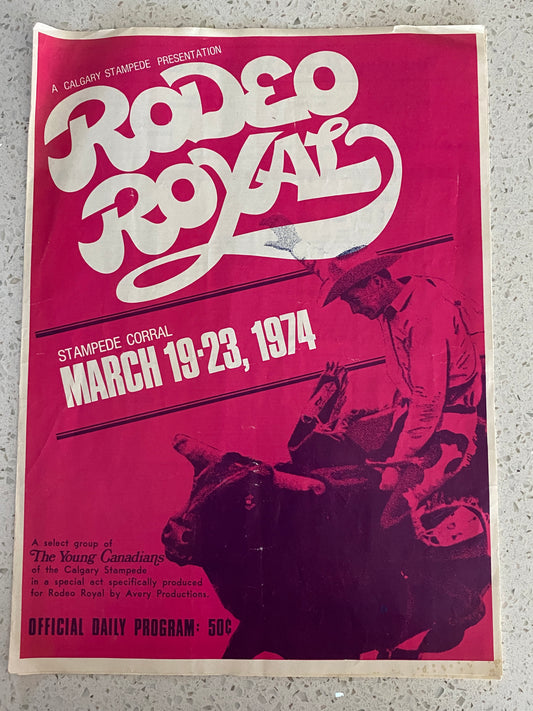 A CALGARY STAMPEDE PRESENTATION
RODEO
ROYAL
STAMPEDE CORRAL
MARCH 19-23, 1974
A select group of
The Young Canadians
of the Calgary Stampede
in a special act specifically produced
for Rodeo Royal by Avery Productions.
OFFICIAL DAILY PROGRAM: 50¢